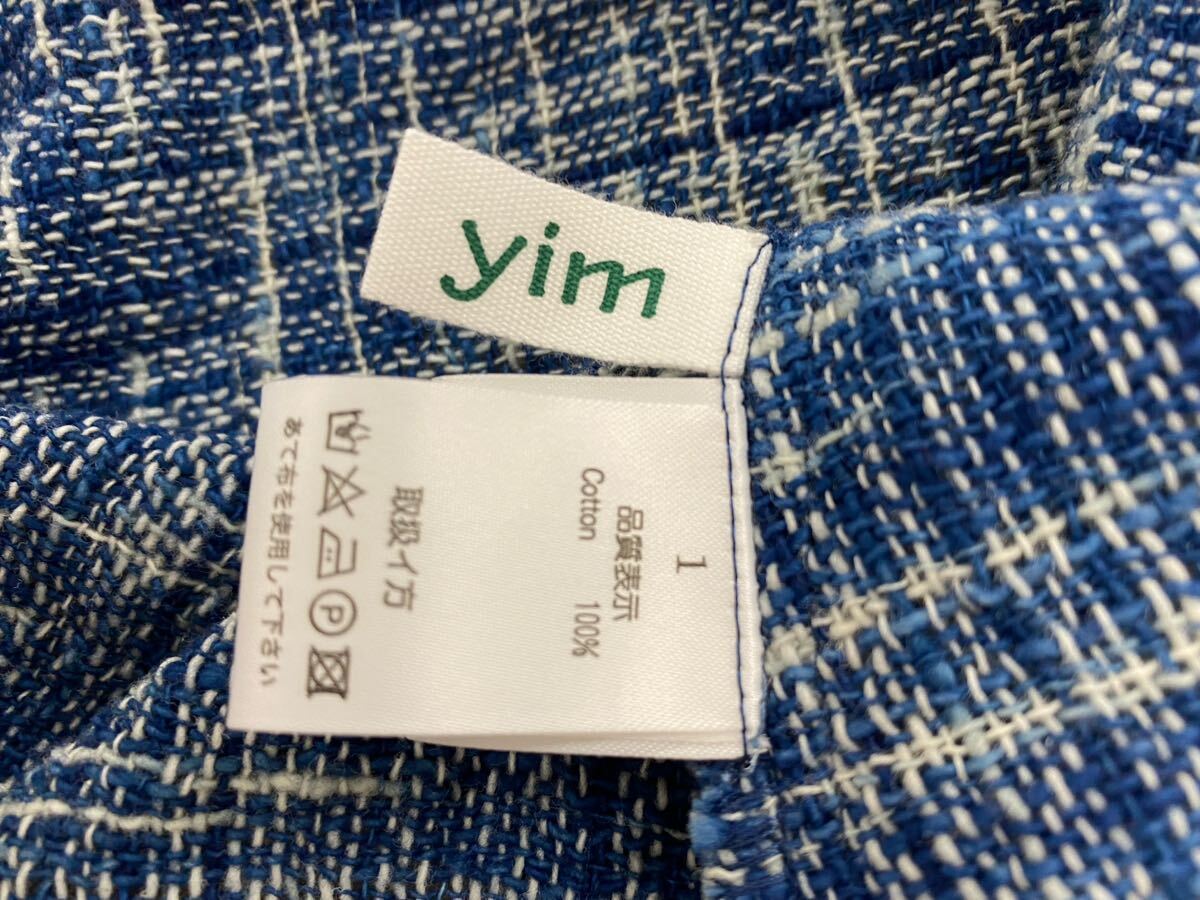 yim
1
品質表示
Cotton 100%
取扱イ方
P
あて布を使用して下さい